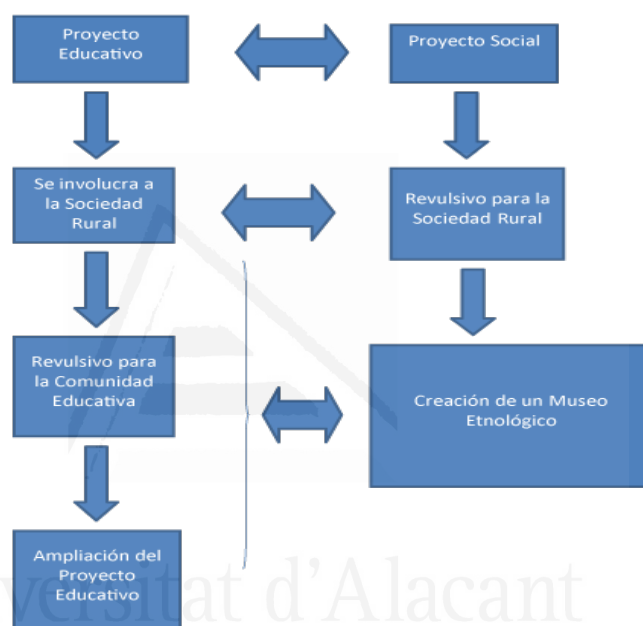 Proyecto
Educativo
Proyecto Social
Se involucra a
la Sociedad
Rural
Revulsivo para la
Sociedad Rural
Revulsivo para
la Comunidad
Educativa
Creación de un Museo
Etnológico
Ampliación del
Proyecto
Educativo
versitat d'Alacant